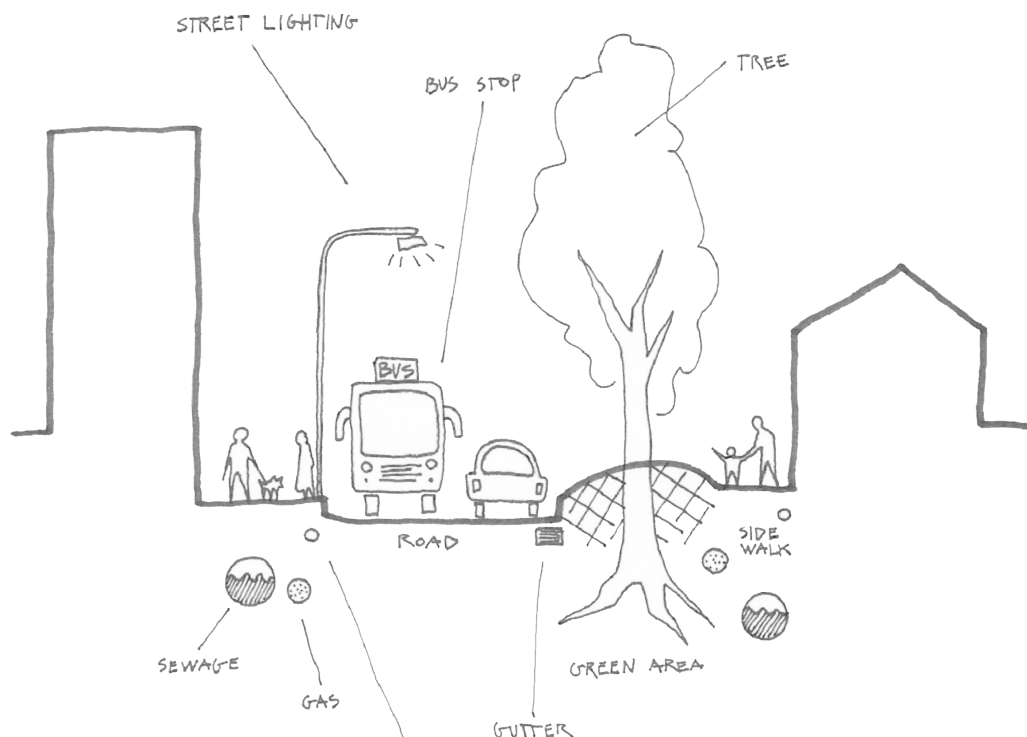 STREET LIGHTING
BUS STOP
TREE
BUS
ROAD
SIDE
WALK
SEWAGE
GREEN AREA
GAS
GUTTER